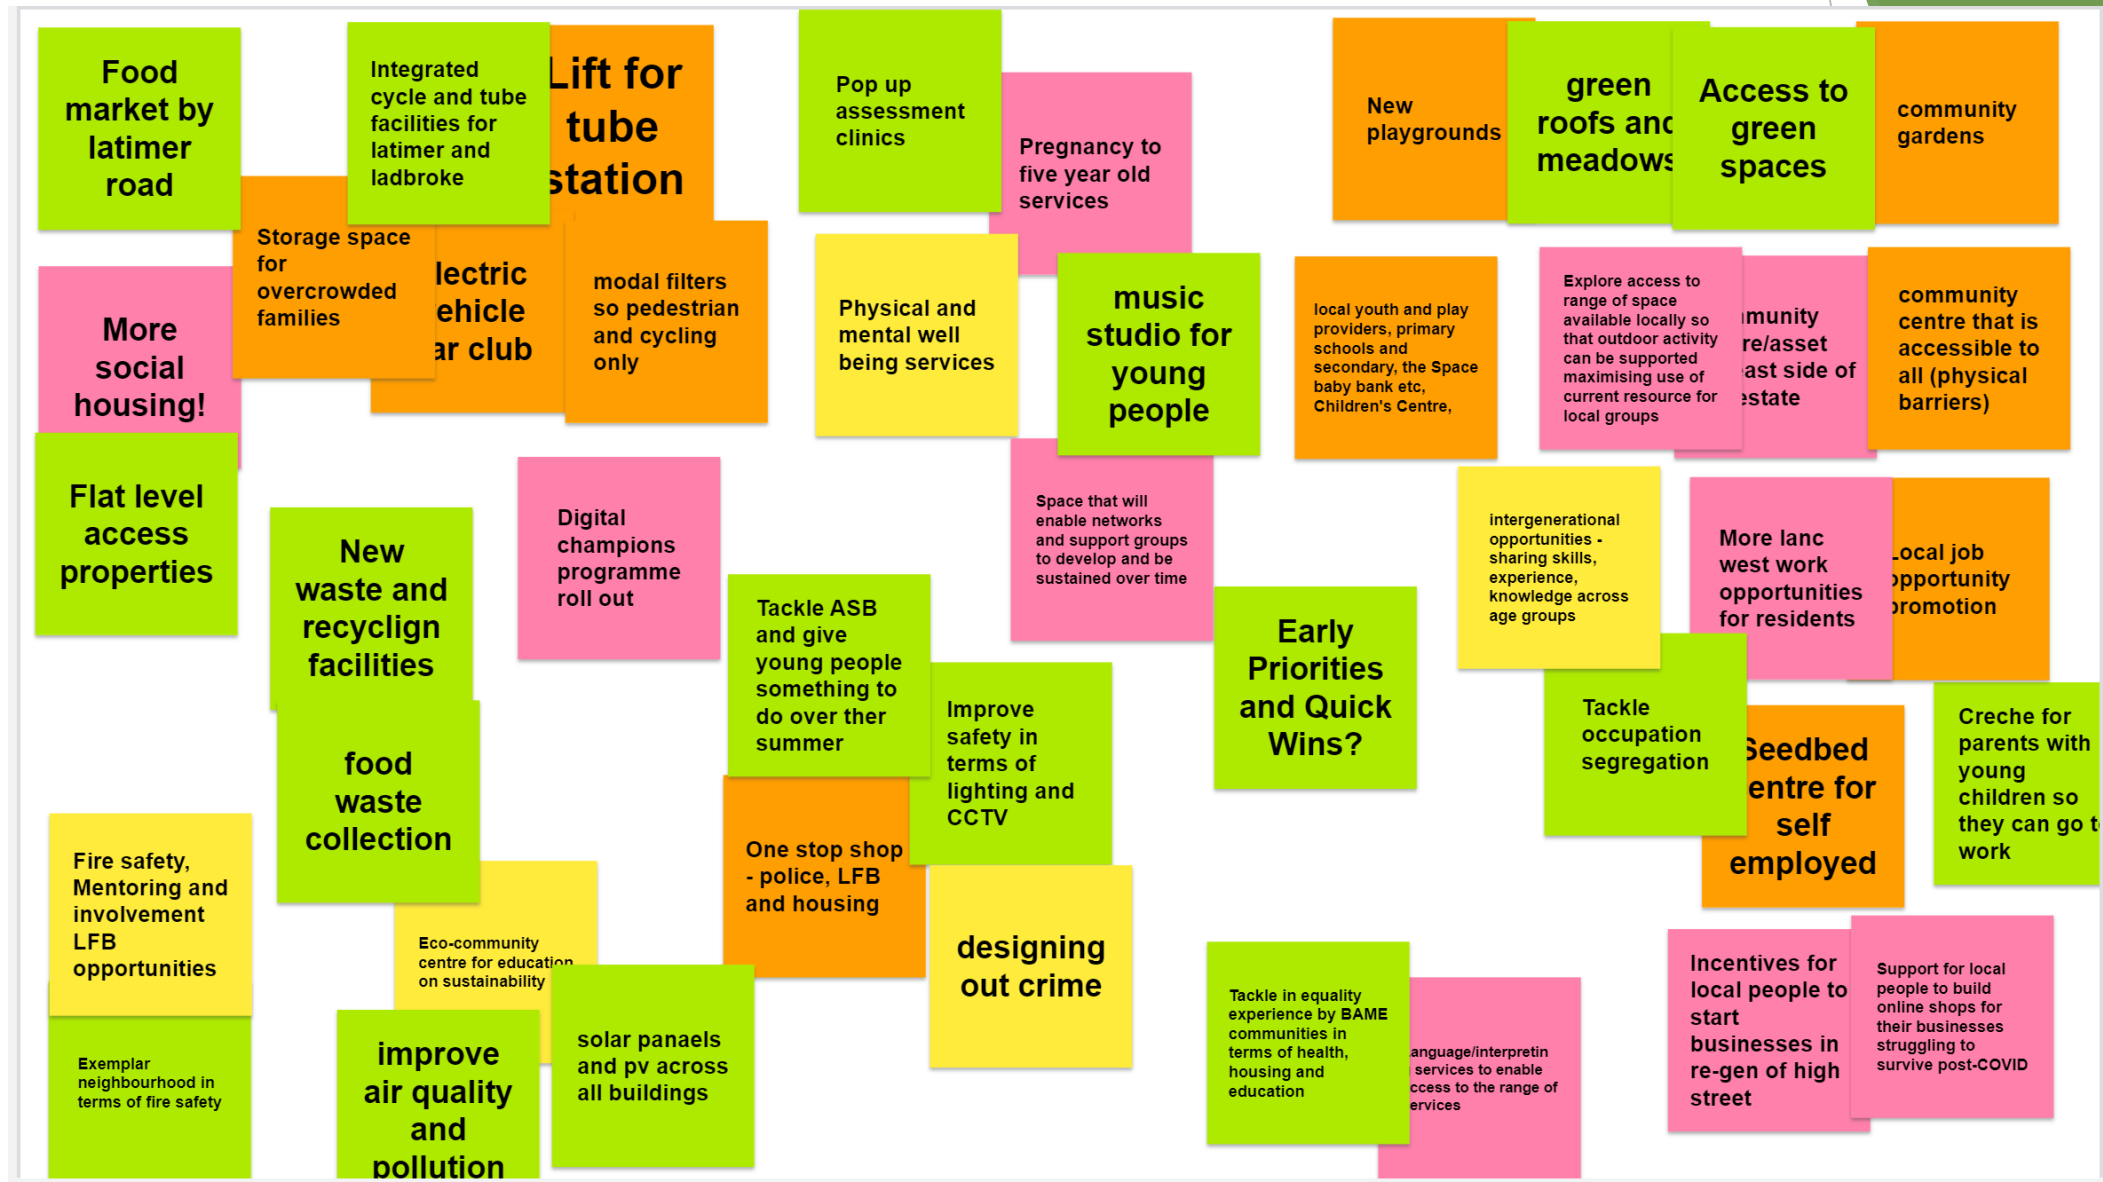 Food
market by
latimer
road
Integrated
cycle and tube
facilities for
latimer and
ladbroke
Lift for
tube
station
Storage space
for
overcrowded
families
lectric
ehicle
ar club
modal filters
so pedestrian
and cycling
only
More
social
housing!
Flat level
access
properties
Pop up
assessment
clinics
Pregnancy to
five year old
services
Physical and
mental well
being services
music
studio for
young
people
Space that will
enable networks
and support groups
to develop and be
sustained over time
New
playgrounds
green
roofs and
meadows
Access to
green
spaces
community
gardens
local youth and play
providers, primary
schools and
secondary, the Space
baby bank etc,
Children's Centre,
Explore access to
range of space
available locally so
that outdoor activity
can be supported
maximising use of
current resource for
local groups
mmunity
re/asset
east side of
estate
community
centre that is
accessible to
all (physical
barriers)
New
waste and
recyclign
facilities
food
waste
collection
Digital
champions
programme
roll out
Tackle ASB
and give
young people
something to
do over ther
summer
Improve
safety in
terms of
lighting and
CCTV
One stop shop
- police, LFB
and housing
designing
out crime
Early
Priorities
and Quick
Wins?
intergenerational
opportunities -
sharing skills,
experience,
knowledge across
age groups
More lanc
west work
opportunities
for residents
Local job
opportunity
promotion
Tackle
occupation
segregation
Seedbed
entre for
self
employed
Creche for
parents with
young
children so
they can go t
work
Fire safety,
Mentoring and
involvement
LFB
opportunities
Exemplar
neighbourhood in
terms of fire safety
Eco-community
centre for education
on sustainability
improve
air quality
and
pollution
solar panaels
and pv across
all buildings
Tackle in equality
experience by BAME
communities in
terms of health,
housing and
education
anguage/interpretin
services to enable
ccess to the range of
ervices
Incentives for
local people to
start
businesses in
re-gen of high
street
Support for local
people to build
online shops for
their businesses
struggling to
survive post-COVID